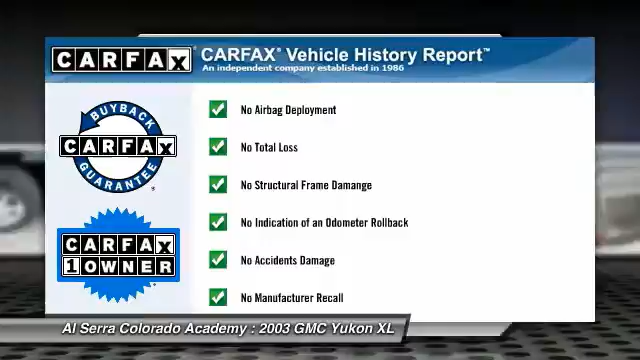 CARFAX
CARFAX® Vehicle History Report™
An independent company established in 1986
BUYBACK
CARFAX
GUARANTEE
®
CARFAX
1 OWNER
No Airbag Deployment
No Total Loss
No Structural Frame Damange
No Indication of an Odometer Rollback
No Accidents Damage
No Manufacturer Recall
Al Serra Colorado Academy : 2003 GMC Yukon XL